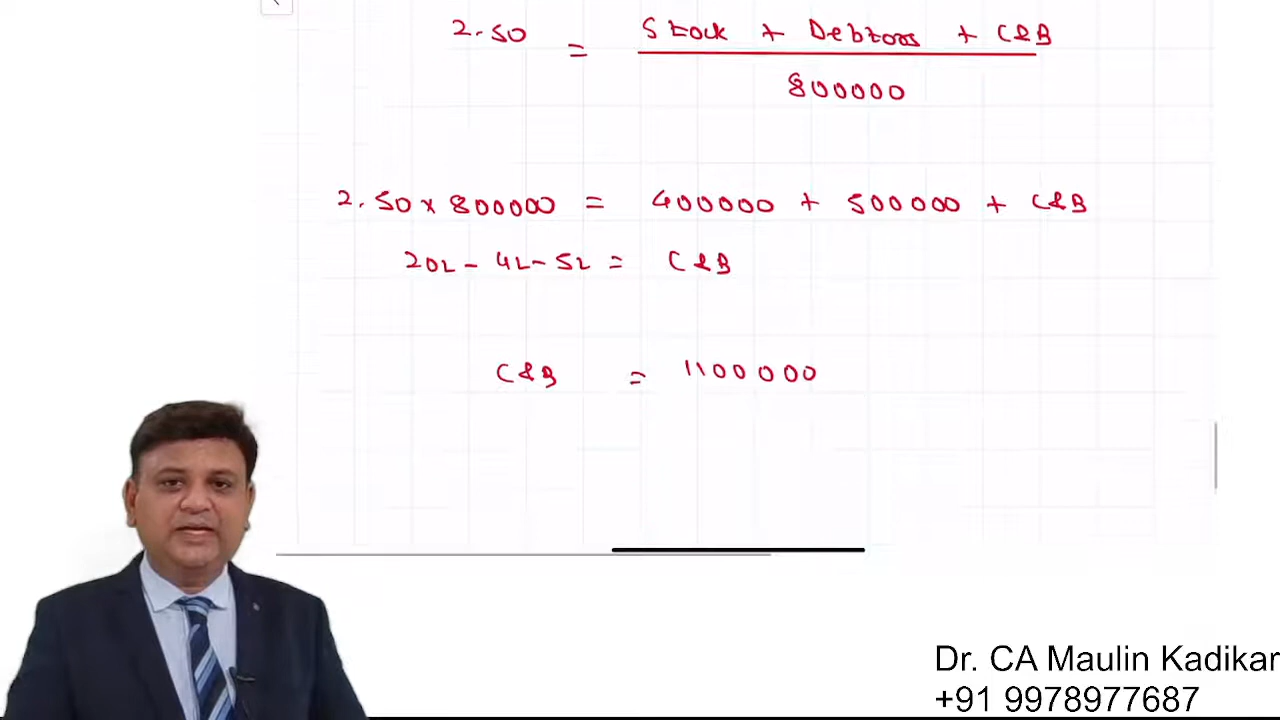 2.50 = Stock + Debtors + C&B
800000
2.50 x 800000 = 400000 + 500000 + C&B
20L - 4L - 5L = C&B
C&B = 1100000
Dr. CA Maulin Kadikar
+91 9978977687